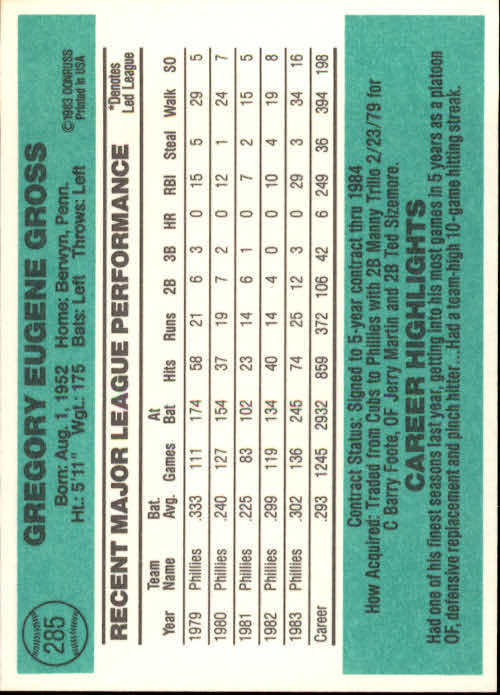 285
GREGORY EUGENE GROSS
©1983 DONRUSS
Printed in USA
Born: Aug. 1, 1952 Home: Berwyn, Penn.
Ht.: 5'11" Wgt.: 175 Bats: Left Throws: Left
RECENT MAJOR LEAGUE PERFORMANCE
*Denotes
Led League
Year Team Name Bat. Avg. Games At Bat Hits Runs 2B 3B HR RBI Steal Walk SO
1979 Phillies .333 111 174 58 21 6 3 0 15 5 29 5
1980 Phillies .240 127 154 37 19 7 2 0 12 1 24 7
1981 Phillies .225 83 102 23 14 6 1 0 7 2 15 5
1982 Phillies .299 119 134 40 14 4 0 0 10 4 19 8
1983 Phillies .302 136 245 74 25 12 3 0 29 3 34 16
Career .293 1245 2932 859 372 106 42 6 249 36 394 198
Contract Status: Signed to 5-year contract thru 1984
How Acquired: Traded from Cubs to Phillies with 2B Manny Trillo 2/23/79 for
C Barry Foote, OF Jerry Martin and 2B Ted Sizemore.
CAREER HIGHLIGHTS
Had one of his finest seasons last year, getting into his most games in 5 years as a platoon
OF, defensive replacement and pinch hitter...Had a team-high 10-game hitting streak.